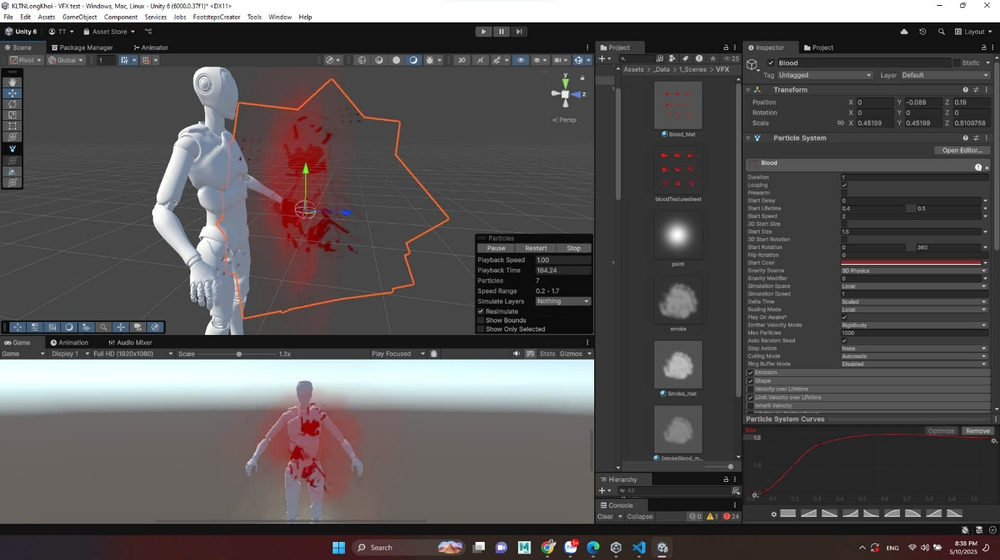 KLTNLongKhoi - VFX test - Windows, Mac, Linux - Unity 6 (6000.0.37f1)* <DX11>
File Edit Assets GameObject Component Services Jobs FootstepsCreator Tools Window Help
Unity 6 TT Asset Store Layout
Scene Package Manager Animator
Pivot Global 1 2D
y
z
< Persp
Particles
Pause Restart Stop
Playback Speed 1.00
Playback Time 184.24
Particles 7
Speed Range 0.2 - 1.7
Simulate Layers Nothing
Resimulate
Show Bounds
Show Only Selected
Game Animation Audio Mixer
Game Display 1 Full HD (1920x1080) Scale 1.3x Play Focused Stats Gizmos
Project
25
Assets > _Data > 1_Scenes > VFX
Blood_Mat
bloodTexturesheet
point
smoke
Smoke_mat
SmokeBlood_m...
Hierarchy
All
Console
Clear Collapse 0 1 24
Inspector Project
Blood Static
Tag Untagged Layer Default
Transform
Position X 0 Y -0.089 Z 0.19
Rotation X 0 Y 0 Z 0
Scale X 0.45199 Y 0.45199 Z 0.5109758
Particle System
Open Editor...
Blood
Duration 1
Looping
Prewarm
Start Delay 0
Start Lifetime 0.4 0.5
Start Speed 2
3D Start Size
Start Size 1.5
3D Start Rotation
Start Rotation 0 360
Flip Rotation 0
Start Color
Gravity Source 3D Physics
Gravity Modifier 0
Simulation Space Local
Simulation Speed 1
Delta Time Scaled
Scaling Mode Local
Play On Awake*
Emitter Velocity Mode Rigidbody
Max Particles 1000
Auto Random Seed
Stop Action None
Culling Mode Automatic
Ring Buffer Mode Disabled
Emission
Shape
Velocity over Lifetime
Limit Velocity over Lifetime
Inherit Velocity
Particle System Curves
Size Optimize Remove
1.0
0.5
0.0
0.0 0.1 0.2 0.3 0.4 0.5 0.6 0.7 0.8 0.9 1.0
Search 5+ ENG 8:38 PM
5/10/2025